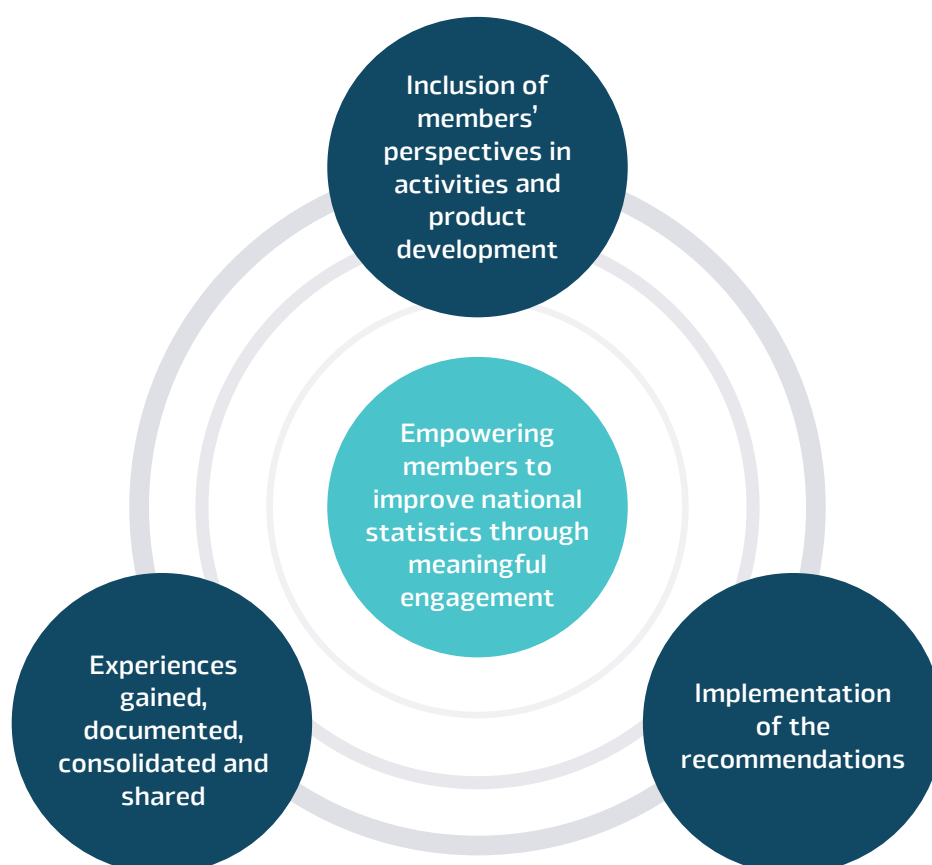 Inclusion of
members’
perspectives in
activities and
product
development
Empowering
members to
improve national
statistics through
meaningful
engagement
Experiences
gained,
documented,
consolidated and
shared
Implementation
of the
recommendations